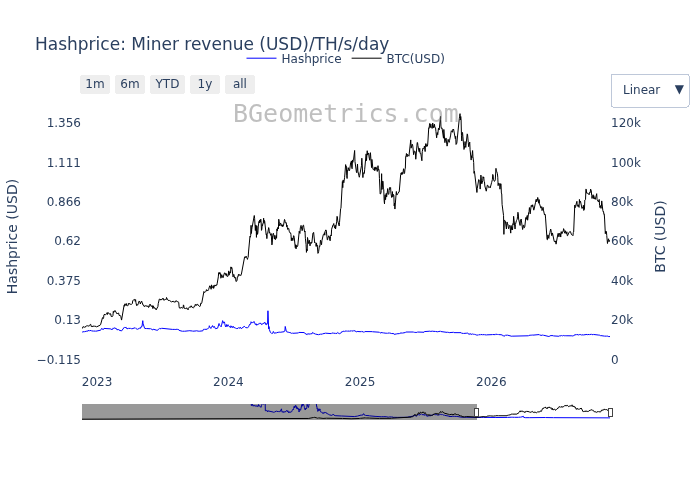 Hashprice: Miner revenue (USD)/TH/s/day
Hashprice BTC(USD)
1m 6m YTD 1y all Linear ▼
BGeometrics.com
1.356 120k
1.111 100k
0.866 80k
0.62 60k
0.375 40k
0.13 20k
−0.115 0
Hashprice (USD)
BTC (USD)
2023 2024 2025 2026